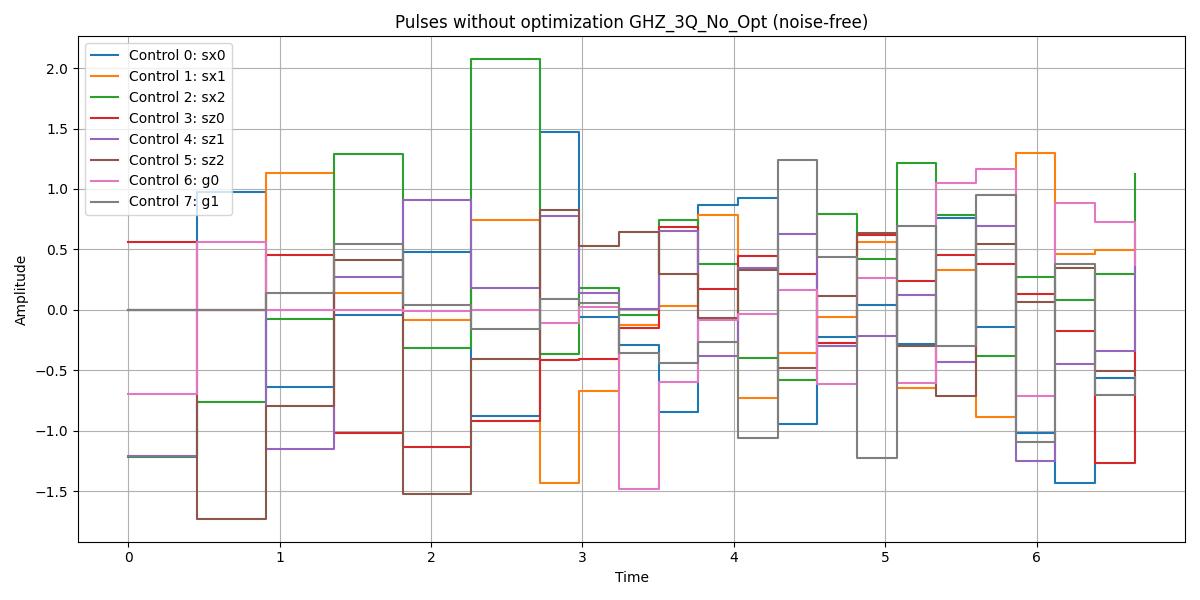 Pulses without optimization GHZ_3Q_No_Opt (noise-free)
Control 0: sx0
Control 1: sx1
Control 2: sx2
Control 3: sz0
Control 4: sz1
Control 5: sz2
Control 6: g0
Control 7: g1
2.0
1.5
1.0
0.5
0.0
−0.5
−1.0
−1.5
Amplitude
0 1 2 3 4 5 6
Time